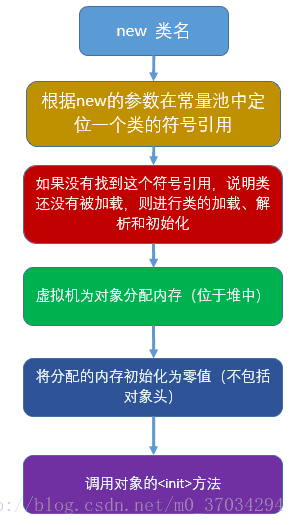 new 类名
根据new的参数在常量池中定
位一个类的符号引用
如果没有找到这个符号引用，说明类
还没有被加载，则进行类的加载、解
析和初始化
虚拟机为对象分配内存（位于堆中）
将分配的内存初始化为零值（不包括
对象头）
调用对象的<init>方法
p://blog.csdn.net/m0_37034294